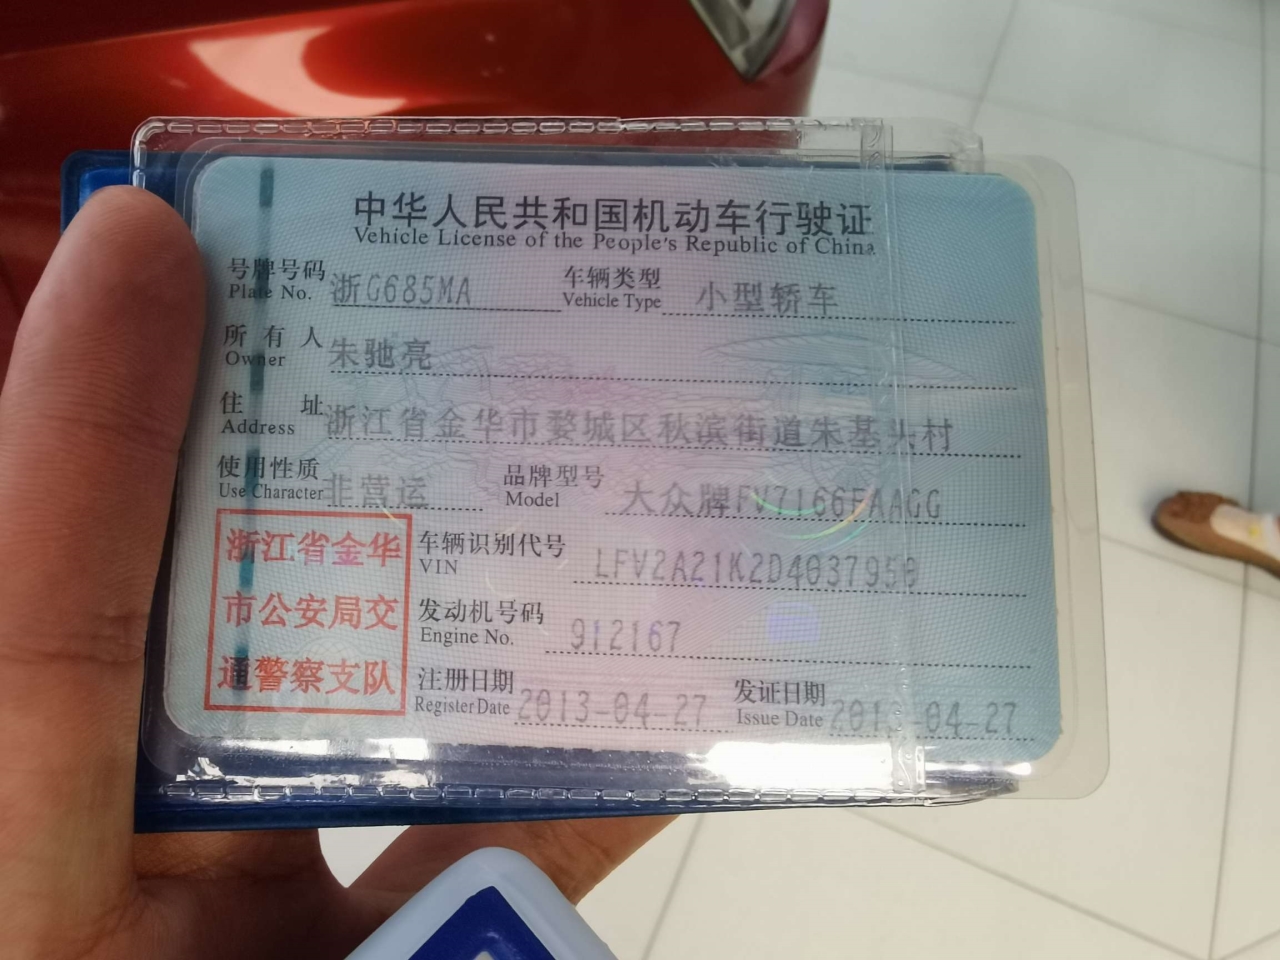 中华人民共和国机动车行驶证
Vehicle License of the People's Republic of China
号牌号码 浙G685MA 车辆类型 小型轿车
Plate No. Vehicle Type
所有人 朱驰亮
Owner
住址 浙江省金华市婺城区秋滨街道朱基头村
Address
使用性质 非营运 品牌型号 大众牌FV7166FAAGG
Use Character Model
浙江省金华
市公安局交
通警察支队
车辆识别代号 LFV2A21K2D4037950
VIN
发动机号码 912167
Engine No.
注册日期 2013-04-27 发证日期 2013-04-27
Register Date Issue Date